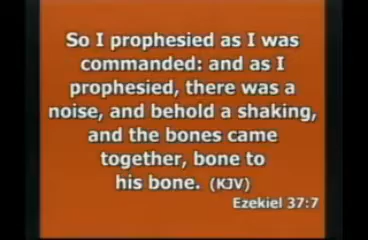 So I prophesied as I was
commanded: and as I
prophesied, there was a
noise, and behold a shaking,
and the bones came
together, bone to
his bone. (KJV)
Ezekiel 37:7